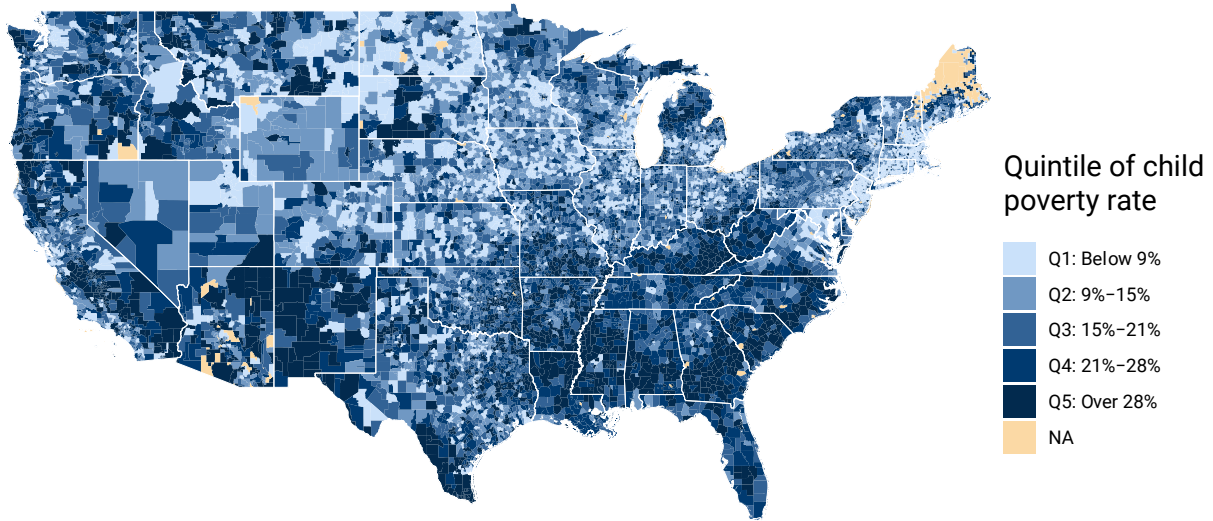 Quintile of child
poverty rate
Q1: Below 9%
Q2: 9%−15%
Q3: 15%−21%
Q4: 21%−28%
Q5: Over 28%
NA